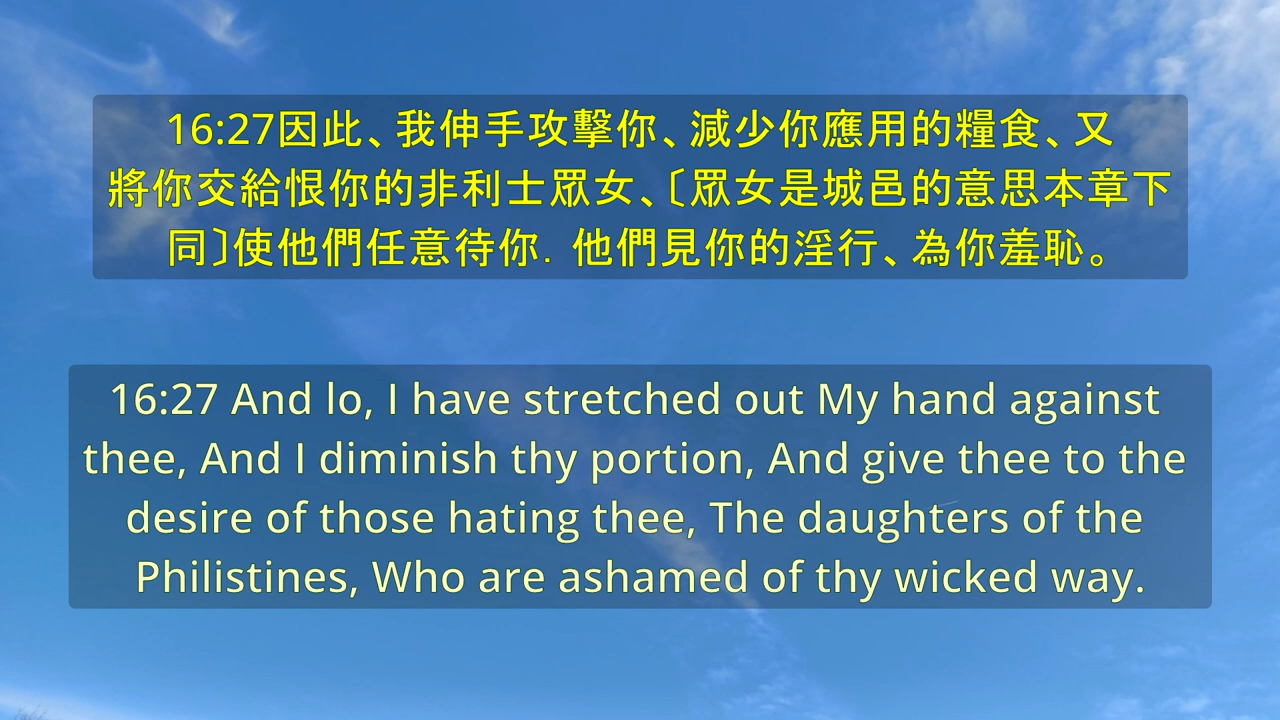 16:27因此、我伸手攻擊你、減少你應用的糧食、又
將你交給恨你的非利士眾女、〔眾女是城邑的意思本章下
同〕使他們任意待你．他們見你的淫行、為你羞恥。
16:27 And lo, I have stretched out My hand against
thee, And I diminish thy portion, And give thee to the
desire of those hating thee, The daughters of the
Philistines, Who are ashamed of thy wicked way.